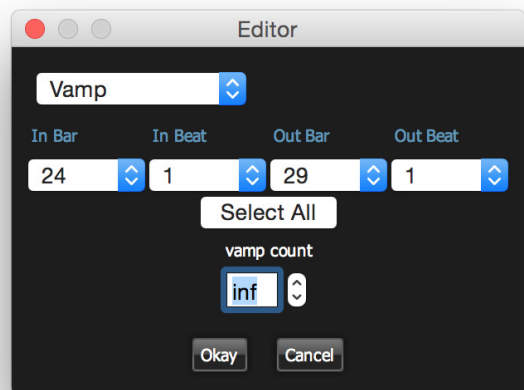 Editor
Vamp
In Bar In Beat Out Bar Out Beat
24 1 29 1
Select All
vamp count
inf
Okay Cancel